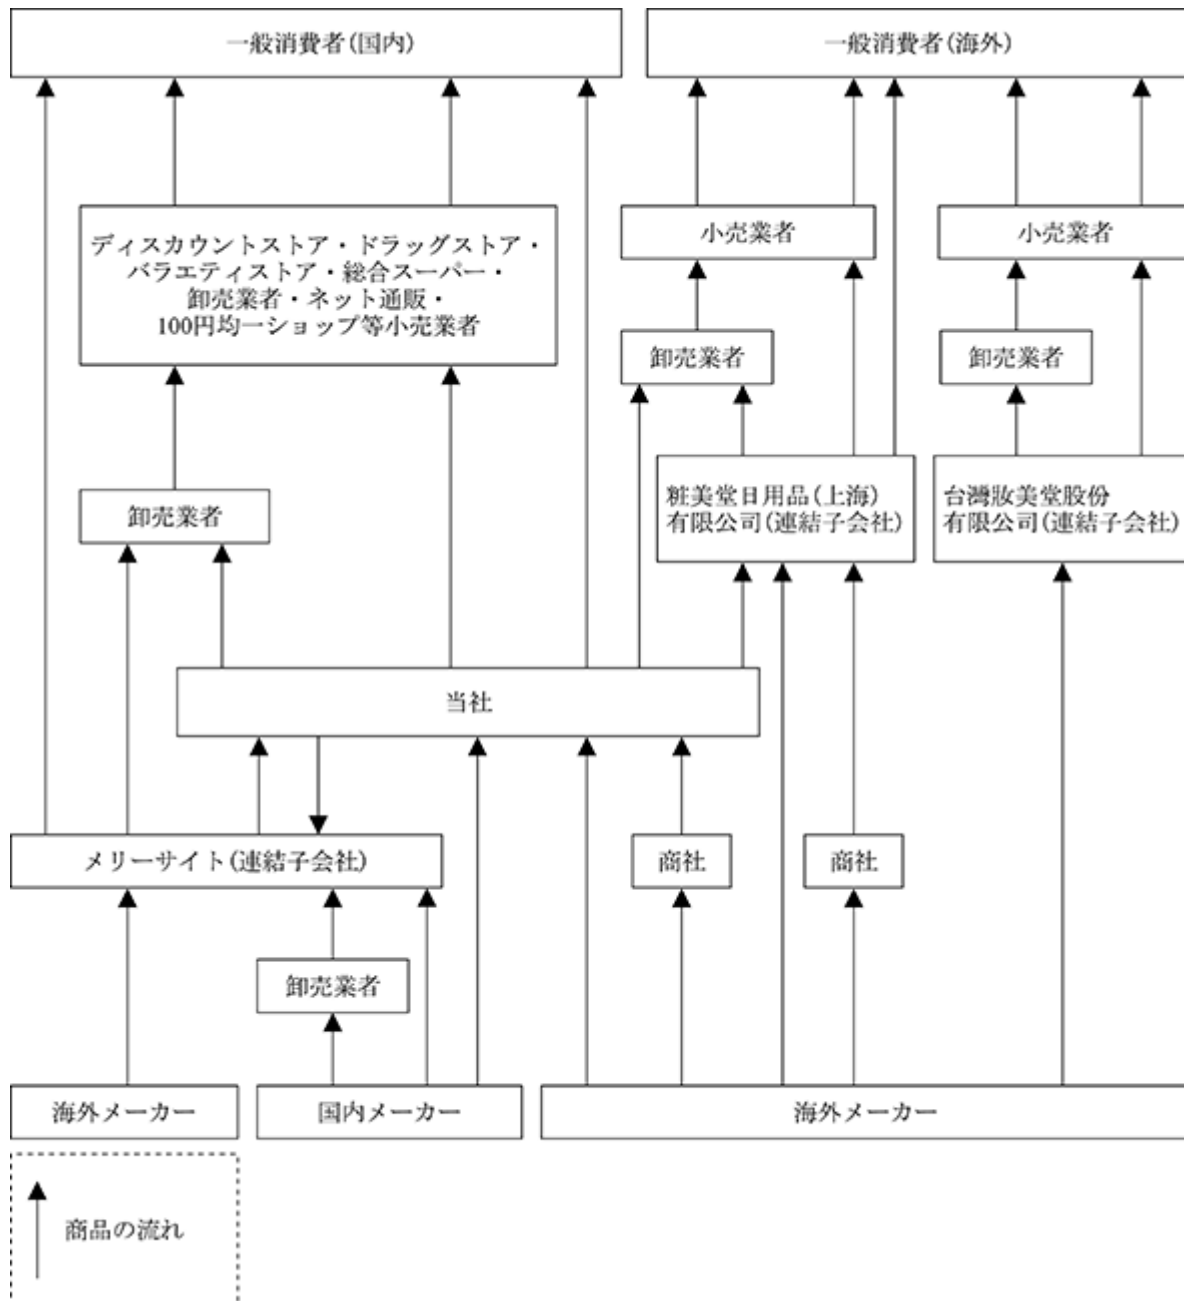 一般消費者(国内)
一般消費者(海外)
ディスカウントストア・ドラッグストア・
バラエティストア・総合スーパー・
卸売業者・ネット通販・
100円均一ショップ等小売業者
小売業者
小売業者
卸売業者
卸売業者
卸売業者
粧美堂日用品(上海)
有限公司(連結子会社)
台灣妝美堂股份
有限公司(連結子会社)
当社
メリーサイト(連結子会社)
商社
商社
卸売業者
海外メーカー
国内メーカー
海外メーカー
商品の流れ